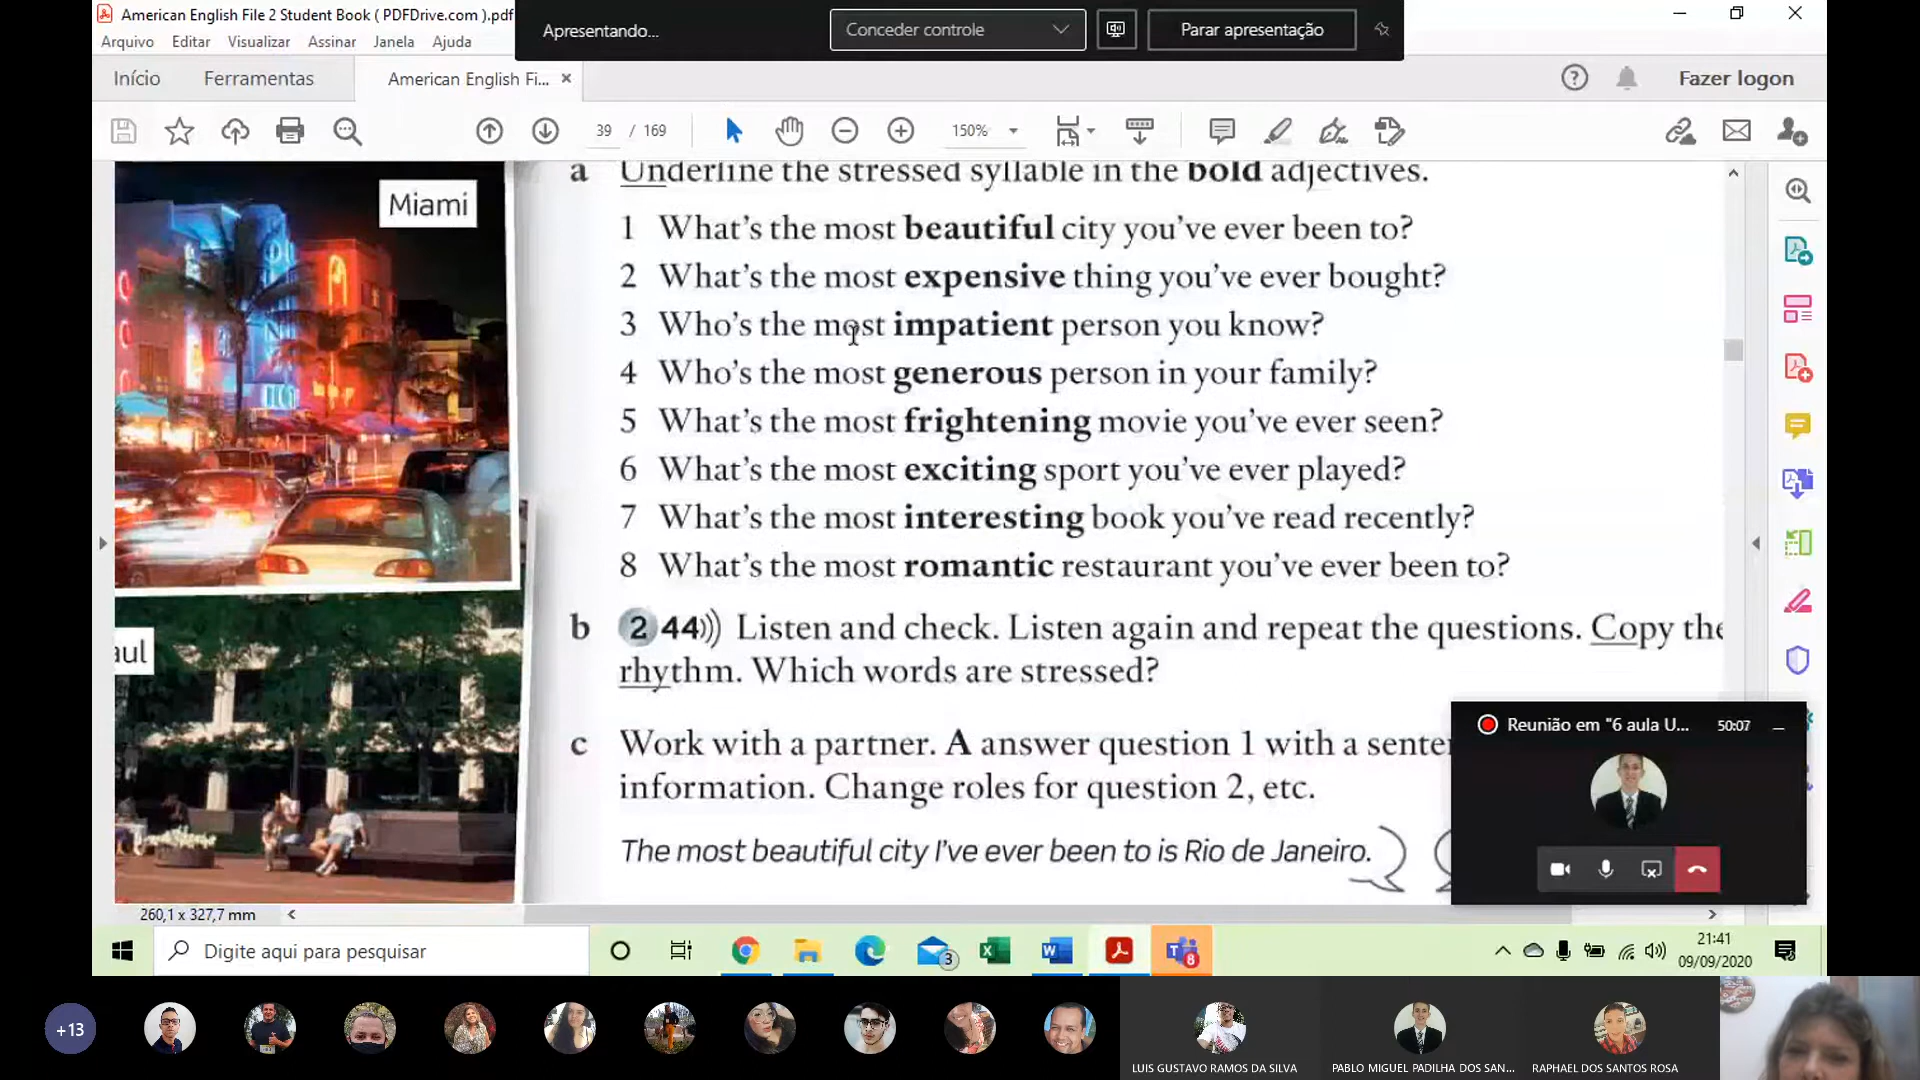 American English File 2 Student Book ( PDFDrive.com ).pdf
Apresentando...
Conceder controle
Parar apresentação
Arquivo Editar Visualizar Assinar Janela Ajuda
Início Ferramentas American English Fi... ×
Fazer logon
39 / 169
150%
Miami
a Underline the stressed syllable in the bold adjectives.
1 What's the most beautiful city you've ever been to?
2 What's the most expensive thing you've ever bought?
3 Who's the most impatient person you know?
4 Who's the most generous person in your family?
5 What's the most frightening movie you've ever seen?
6 What's the most exciting sport you've ever played?
7 What's the most interesting book you've read recently?
8 What's the most romantic restaurant you've ever been to?
aul
b 2 44 Listen and check. Listen again and repeat the questions. Copy the
rhythm. Which words are stressed?
c Work with a partner. A answer question 1 with a senter
information. Change roles for question 2, etc.
The most beautiful city I've ever been to is Rio de Janeiro.
Reunião em "6 aula U... 50:07
260,1 x 327,7 mm
Digite aqui para pesquisar
3
8
21:41
09/09/2020
+13
LUIS GUSTAVO RAMOS DA SILVA
PABLO MIGUEL PADILHA DOS SAN...
RAPHAEL DOS SANTOS ROSA